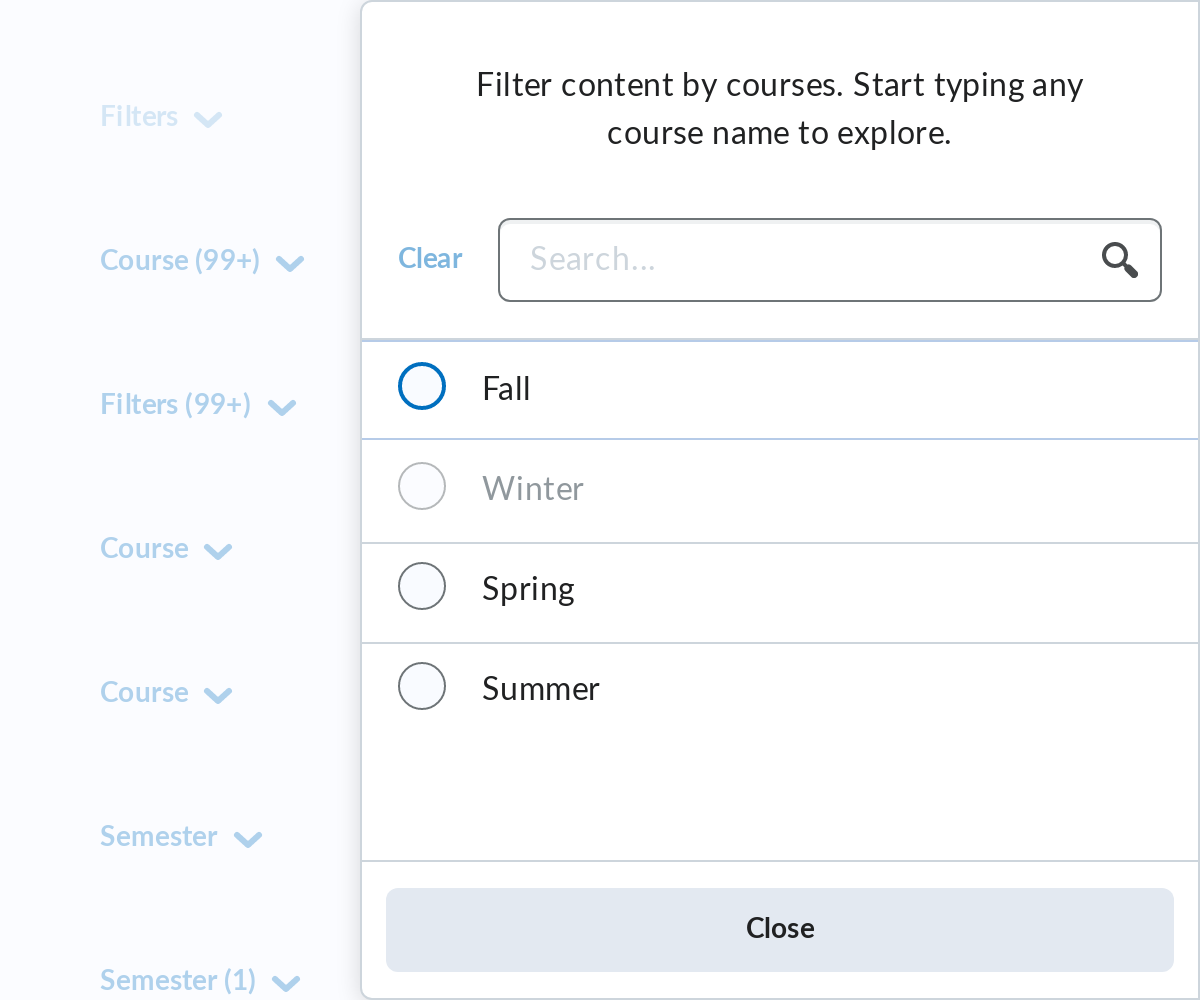 Filters
Course (99+)
Filters (99+)
Course
Course
Semester
Semester (1)
Filter content by courses. Start typing any
course name to explore.
Clear
Search...
Fall
Winter
Spring
Summer
Close